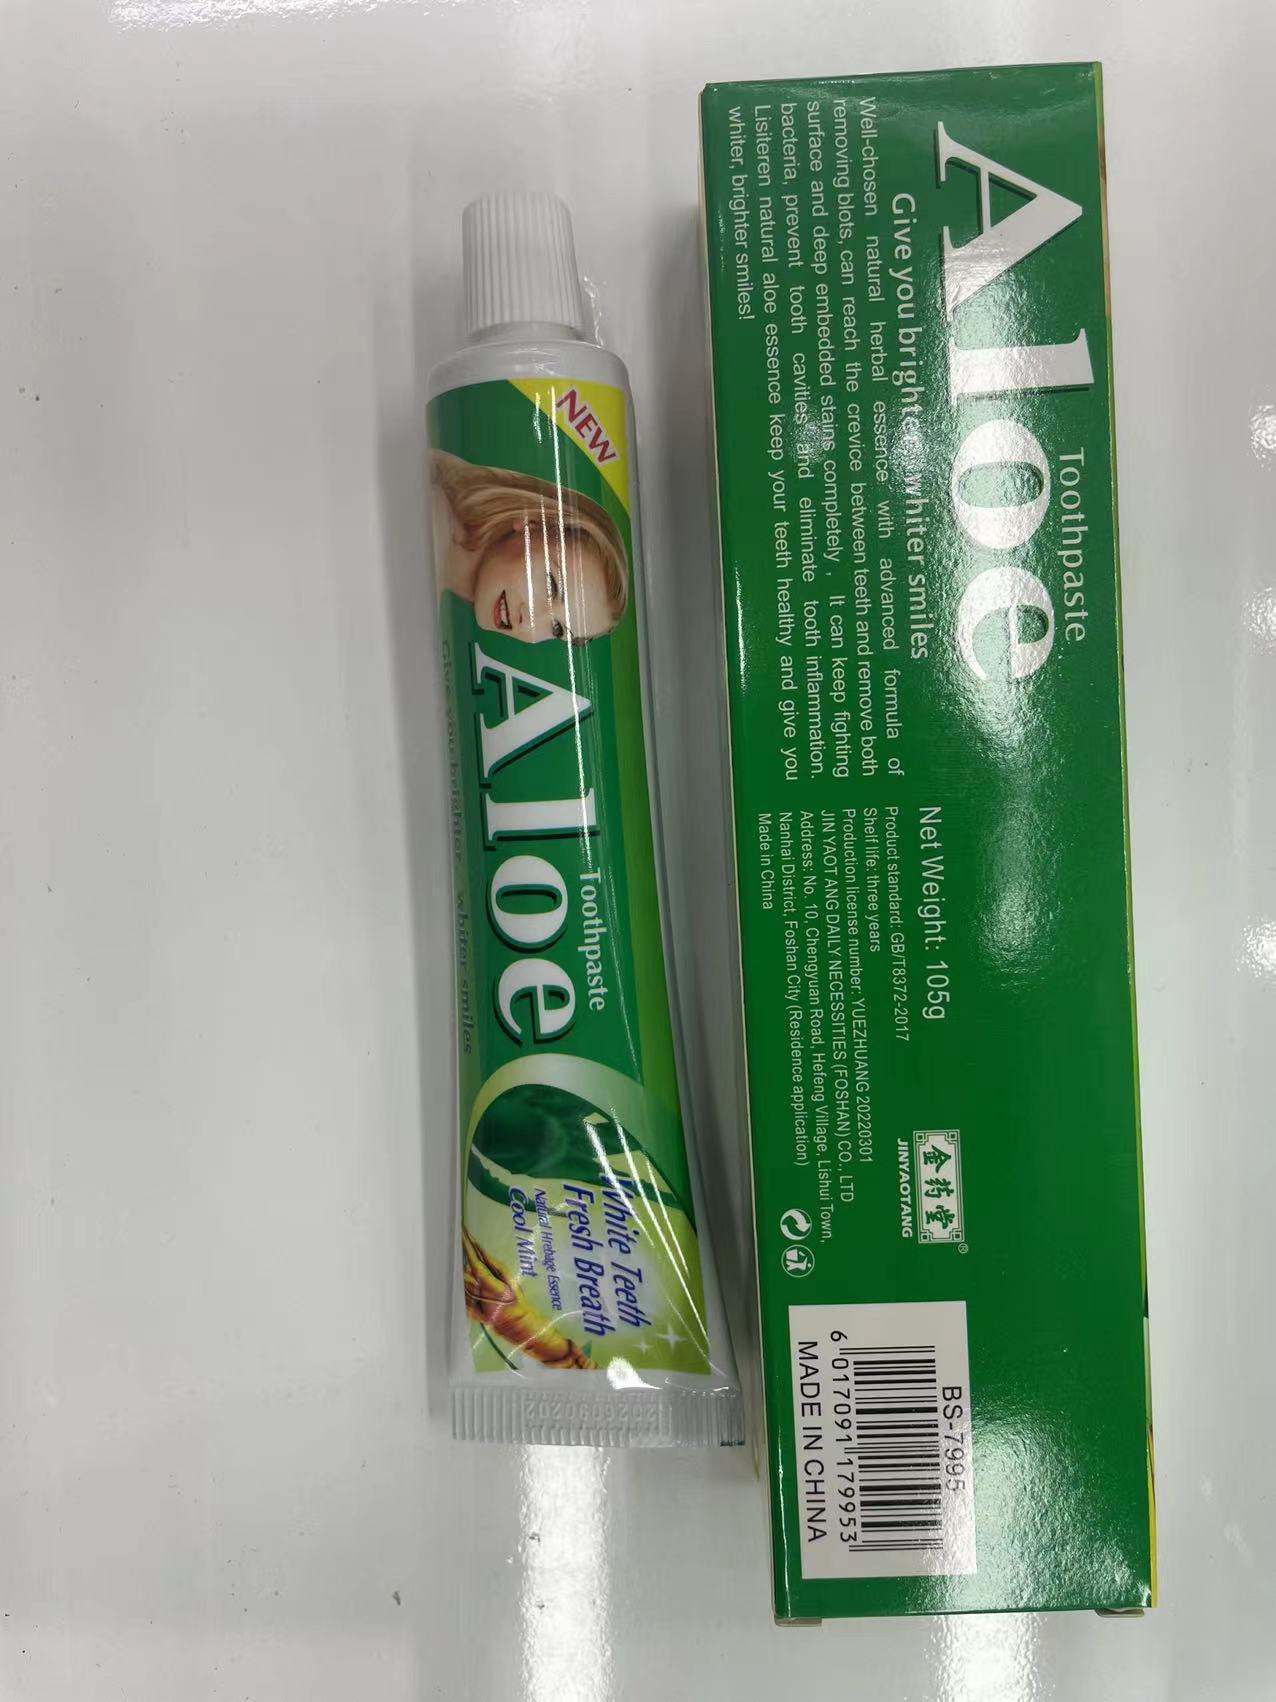 Aloe
Toothpaste
Give you brighter whiter smiles
Well-chosen natural herbal essence with advanced formula of
removing blots, can reach the crevice between teeth and remove both
surface and deep embedded stains completely, It can keep fighting
bacteria, prevent tooth cavities and eliminate tooth inflammation.
Lisiteren natural aloe essence keep your teeth healthy and give you
whiter, brighter smiles!
Net Weight: 105g
Product standard: GB/T8372-2017
Shelf life: three years
Production license number: YUEZHUANG 20220301
JIN YAOTANG DAILY NECESSITIES (FOSHAN) CO., LTD
Address: No. 10, Chengyuan Road, Hefeng Village, Lishui Town,
Nanhai District, Foshan City (Residence application)
Made in China
金药堂®
JINYAOTANG
BS-7995
6 017091 179953
MADE IN CHINA
NEW
Aloe
Toothpaste
Give you brighter whiter smiles
White Teeth
Fresh Breath
Natural Hrebage Essence
Cool Mint